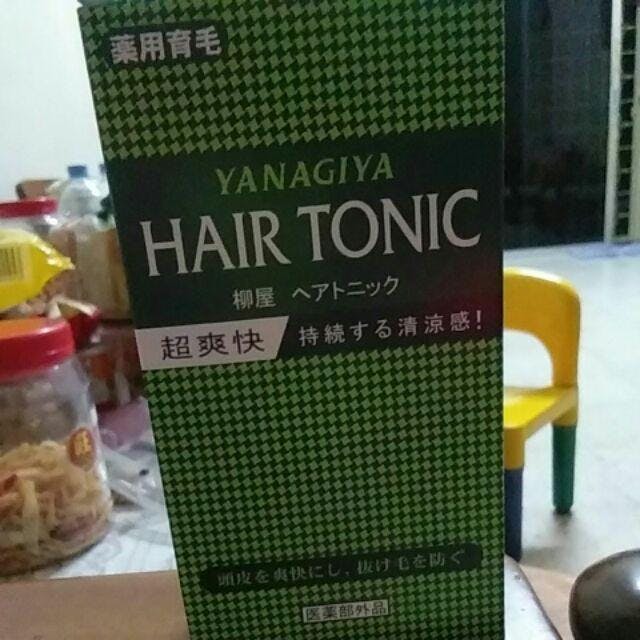 薬用育毛
YANAGIYA
HAIR TONIC
柳屋 ヘアトニック
超爽快 持続する清涼感!
頭皮を爽快にし、抜け毛を防ぐ
医薬部外品